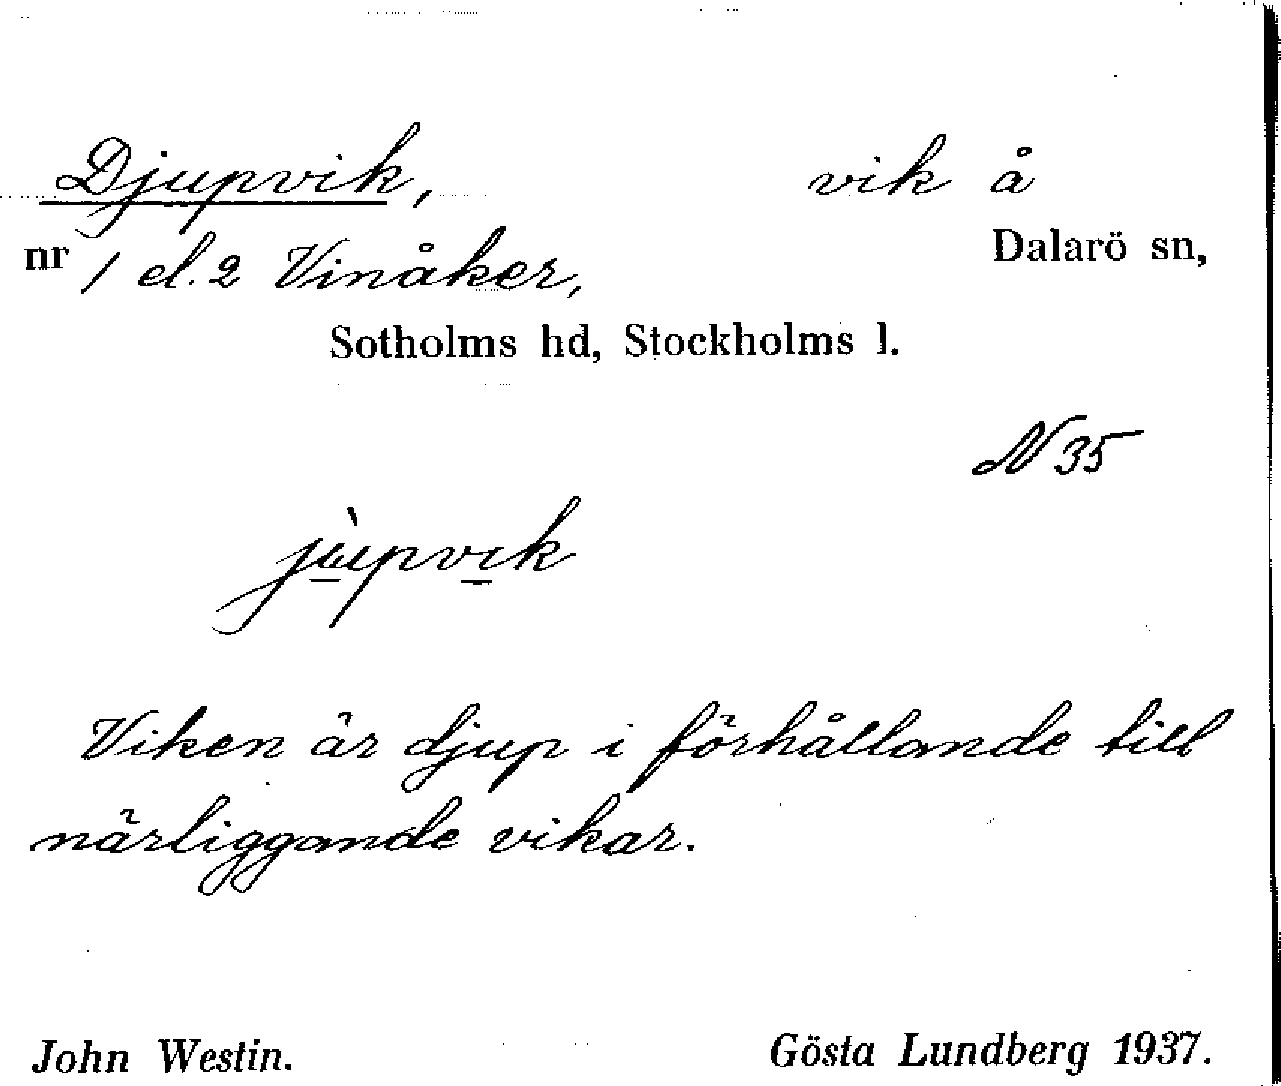 Djupvik, vik å
nr 1 el. 2 Vinåker, Dalarö sn,
Sotholms hd, Stockholms l.
N 35
jùpvik
Viken är djup i förhållande till
närliggande vikar.
John Westin. Gösta Lundberg 1937.